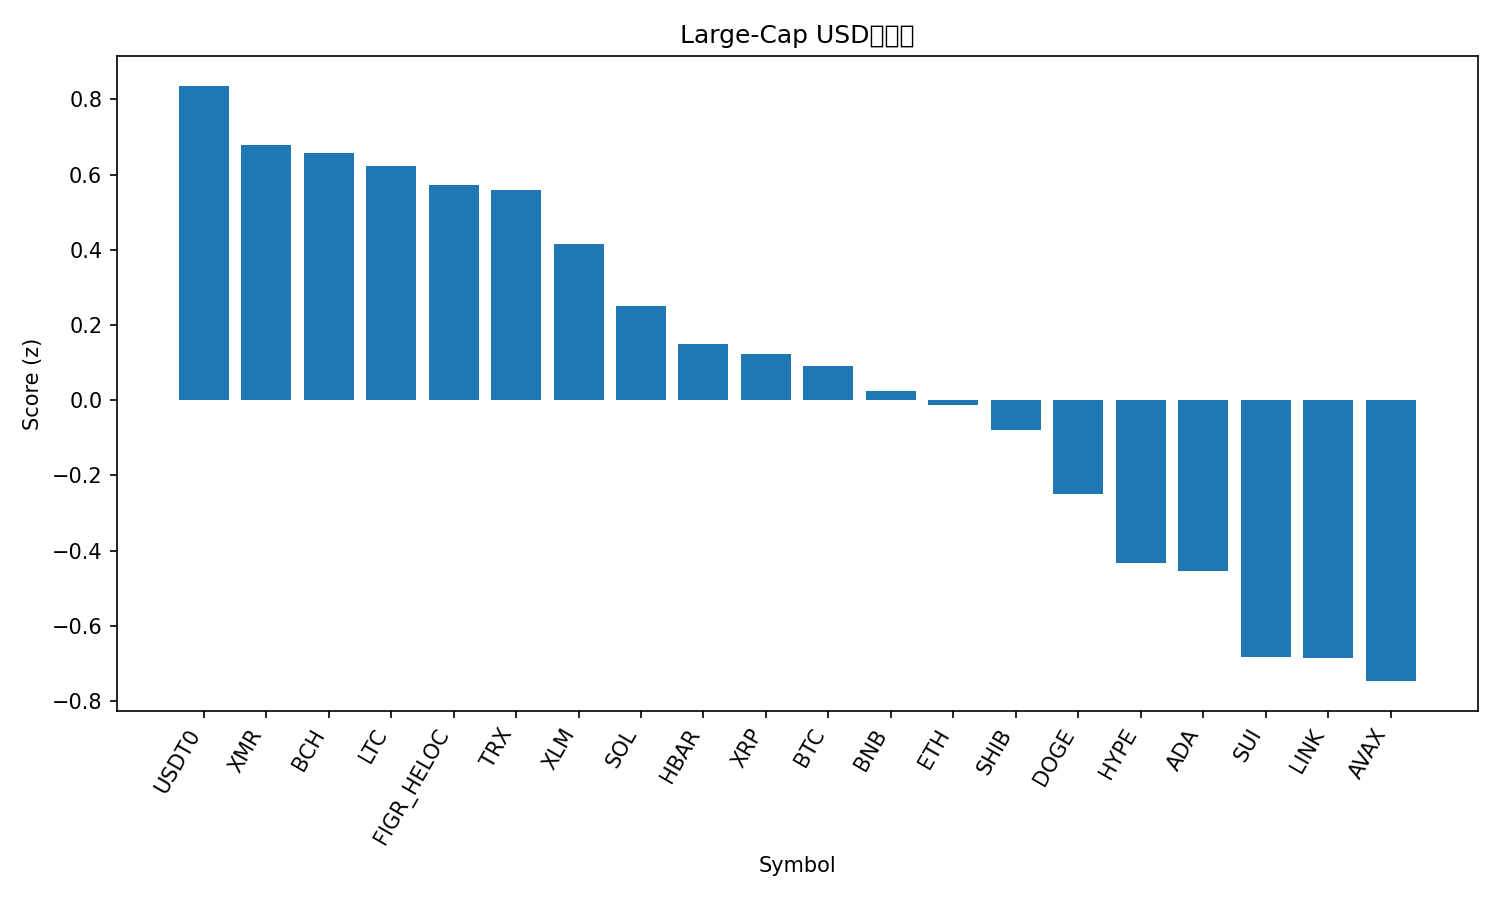 Large-Cap USD
Score (z)
0.8
0.6
0.4
0.2
0.0
−0.2
−0.4
−0.6
−0.8
USDT0
XMR
BCH
LTC
FIGR_HELOC
TRX
XLM
SOL
HBAR
XRP
BTC
BNB
ETH
SHIB
DOGE
HYPE
ADA
SUI
LINK
AVAX
Symbol